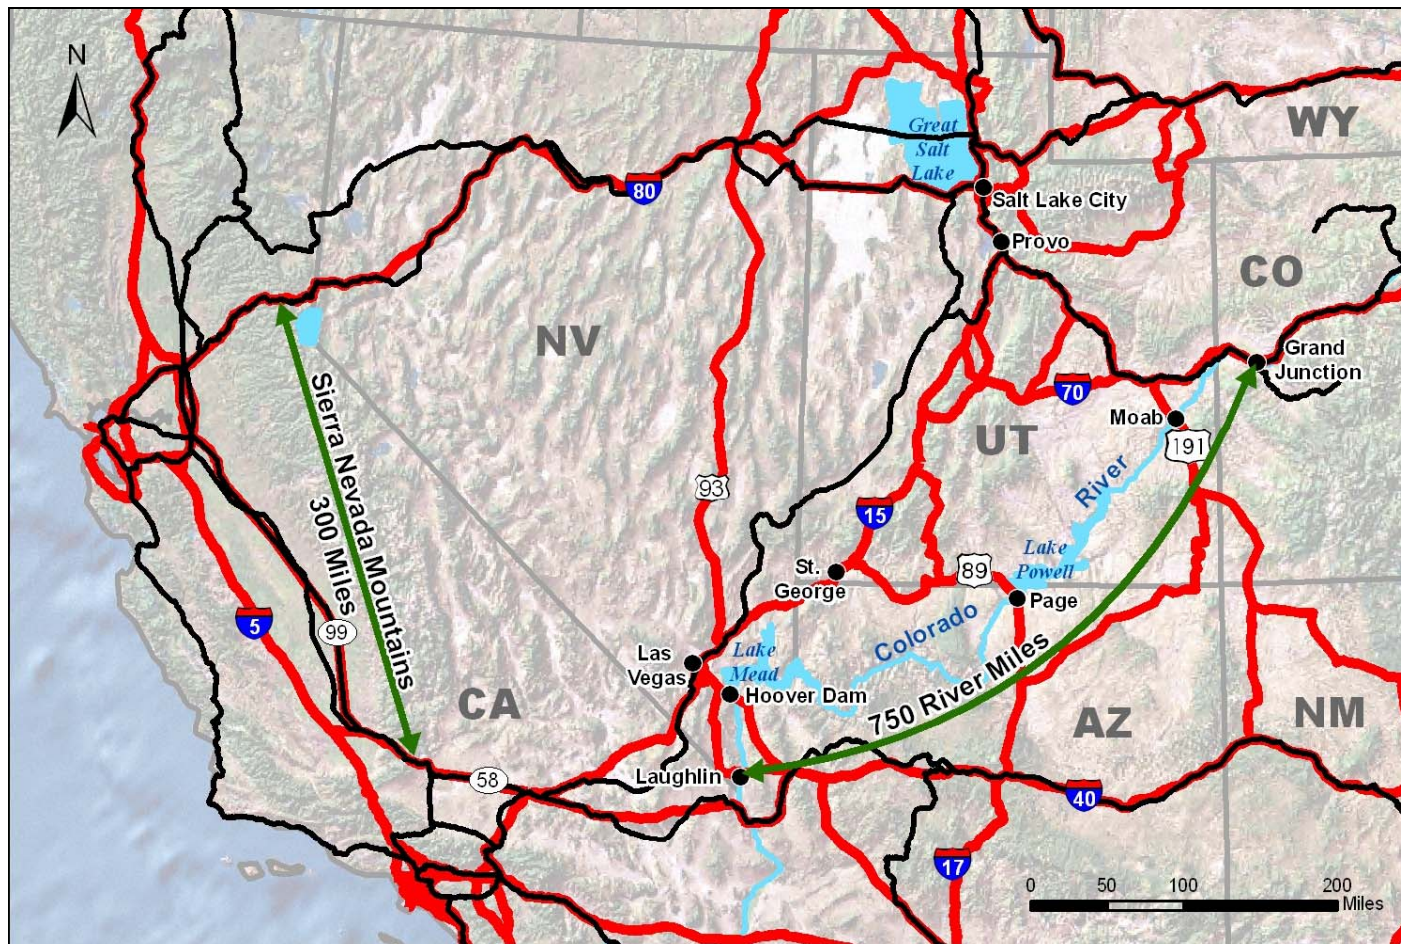 N
WY
Great
Salt
Lake
80
Salt Lake City
Provo
CO
NV
Grand
Junction
70
Moab
191
UT
Sierra Nevada Mountains
300 Miles
River
93
15
Lake
Powell
St.
George
89
Page
5
99
Colorado
Las
Vegas
Lake
Mead
Hoover Dam
750 River Miles
CA
AZ
NM
Laughlin
58
40
17
0 50 100 200
Miles